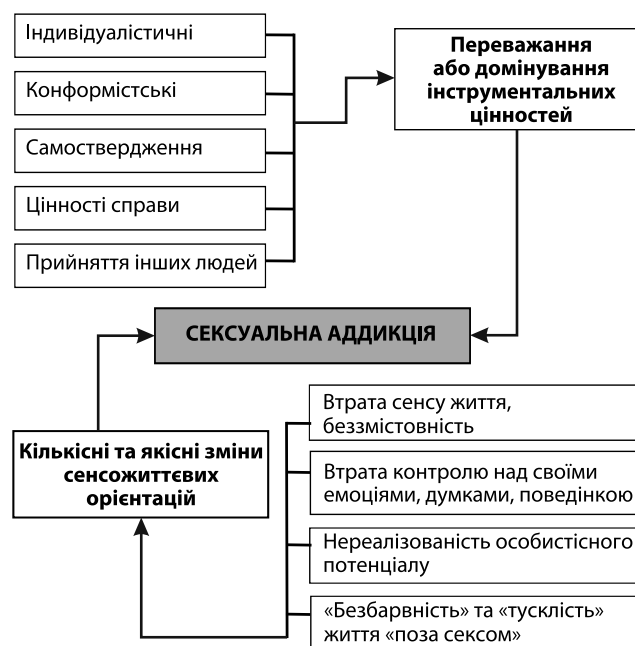 Індивідуалістичні
Конформістські
Самоствердження
Цінності справи
Прийняття інших людей
Переважання
або домінування
інструментальних
цінностей
СЕКСУАЛЬНА АДДИКЦІЯ
Кількісні та якісні зміни
сенсожиттєвих
орієнтацій
Втрата сенсу життя,
беззмістовність
Втрата контролю над своїми
емоціями, думками, поведінкою
Нереалізованість особистісного
потенціалу
«Безбарвність» та «тусклість»
життя «поза сексом»